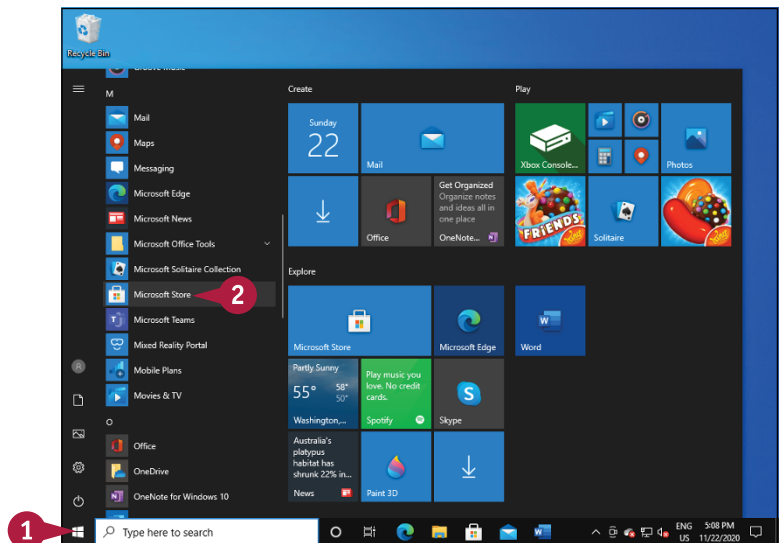 Recycle Bin
Groove Music
M
Mail
Maps
Messaging
Microsoft Edge
Microsoft News
Microsoft Office Tools
Microsoft Solitaire Collection
Microsoft Store
2
Microsoft Teams
Mixed Reality Portal
Mobile Plans
Movies & TV
O
Office
OneDrive
OneNote for Windows 10
R
Create
Sunday
22
Mail
Office
Get Organized
Organize notes
and ideas all in
one place
OneNote...
Play
Xbox Console...
Photos
FRIENDS
Solitaire
Explore
Microsoft Store
Microsoft Edge
Word
Partly Sunny
55° 58°
50°
Washington,...
Play music you
love. No credit
cards.
Spotify
Skype
Australia's
platypus
habitat has
shrunk 22% in...
News
Paint 3D
1
Type here to search
ENG
US
5:08 PM
11/22/2020